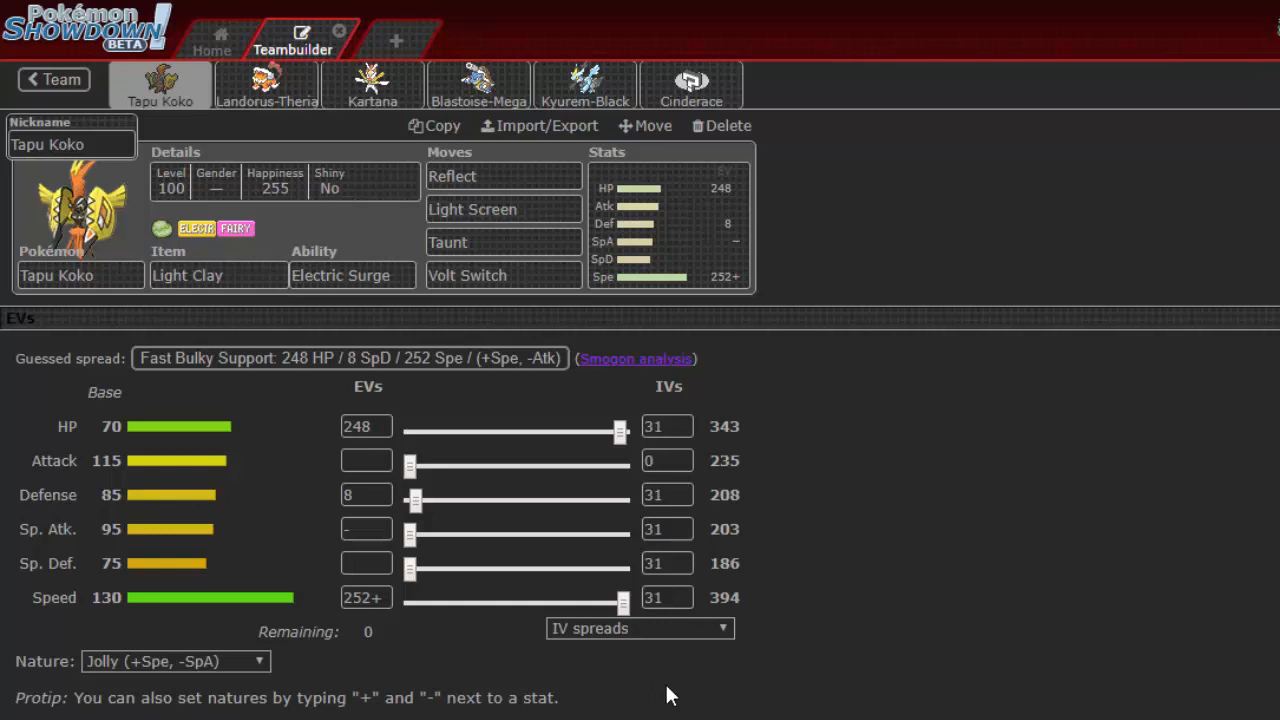 Pokémon
SHOWDOWN!
BETA
Home
Teambuilder
+
< Team
Tapu Koko
Landorus-Theria
Kartana
Blastoise-Mega
Kyurem-Black
Cinderace
Nickname
Tapu Koko
Copy Import/Export Move Delete
Details
Moves
Stats
Level Gender Happiness Shiny
100 — 255 No
ELECTR FAIRY
Pokémon
Tapu Koko
Item
Light Clay
Ability
Electric Surge
Reflect
Light Screen
Taunt
Volt Switch
EV
HP 248
Atk
Def 8
SpA −
SpD
Spe 252+
EVs
Guessed spread: Fast Bulky Support: 248 HP / 8 SpD / 252 Spe / (+Spe, -Atk) (Smogon analysis)
Base EVs IVs
HP 70 248 31 343
Attack 115 0 235
Defense 85 8 31 208
Sp. Atk. 95 - 31 203
Sp. Def. 75 31 186
Speed 130 252+ 31 394
Remaining: 0 IV spreads
Nature: Jolly (+Spe, -SpA)
Protip: You can also set natures by typing "+" and "-" next to a stat.